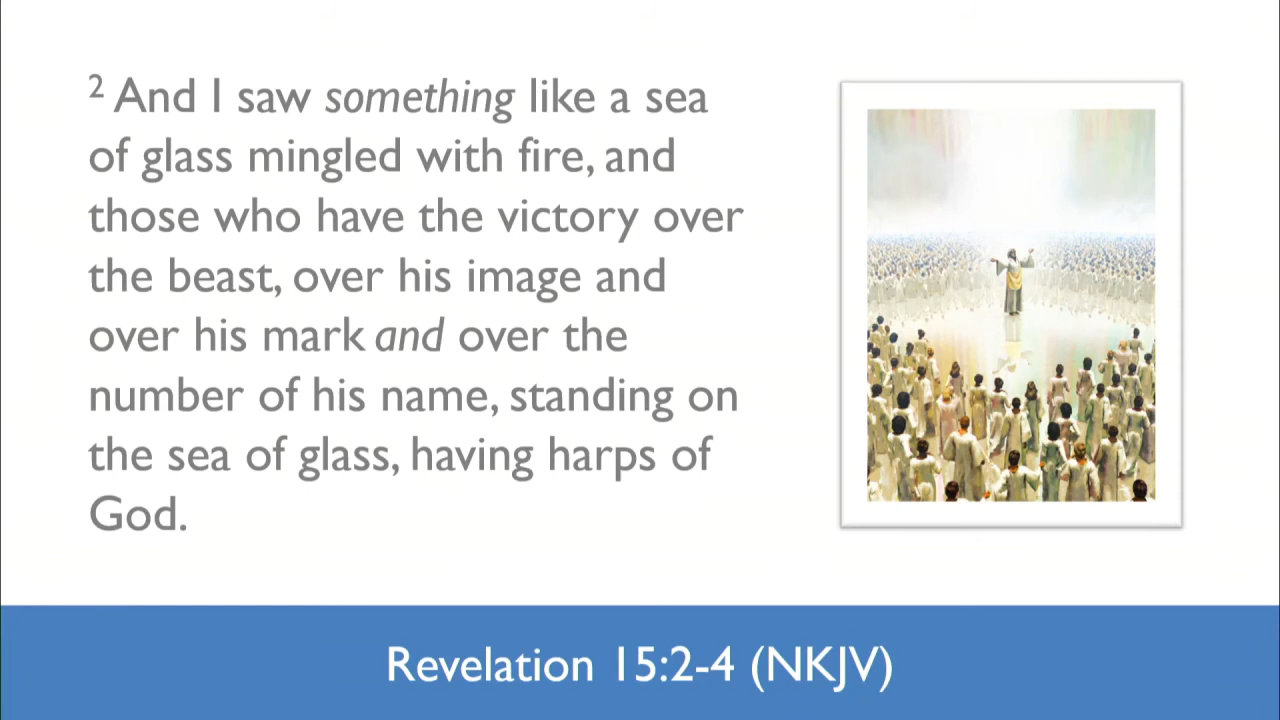 2 And I saw something like a sea
of glass mingled with fire, and
those who have the victory over
the beast, over his image and
over his mark and over the
number of his name, standing on
the sea of glass, having harps of
God.
Revelation 15:2-4 (NKJV)